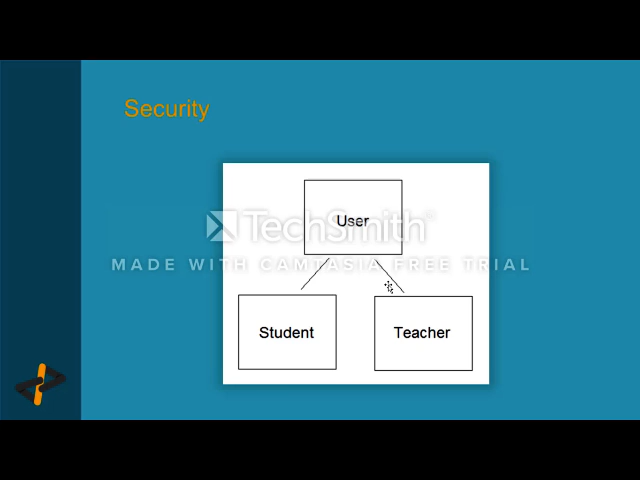 Security
User
TechSmith
MADE WITH CAMTASIA FREE TRIAL
Student
Teacher